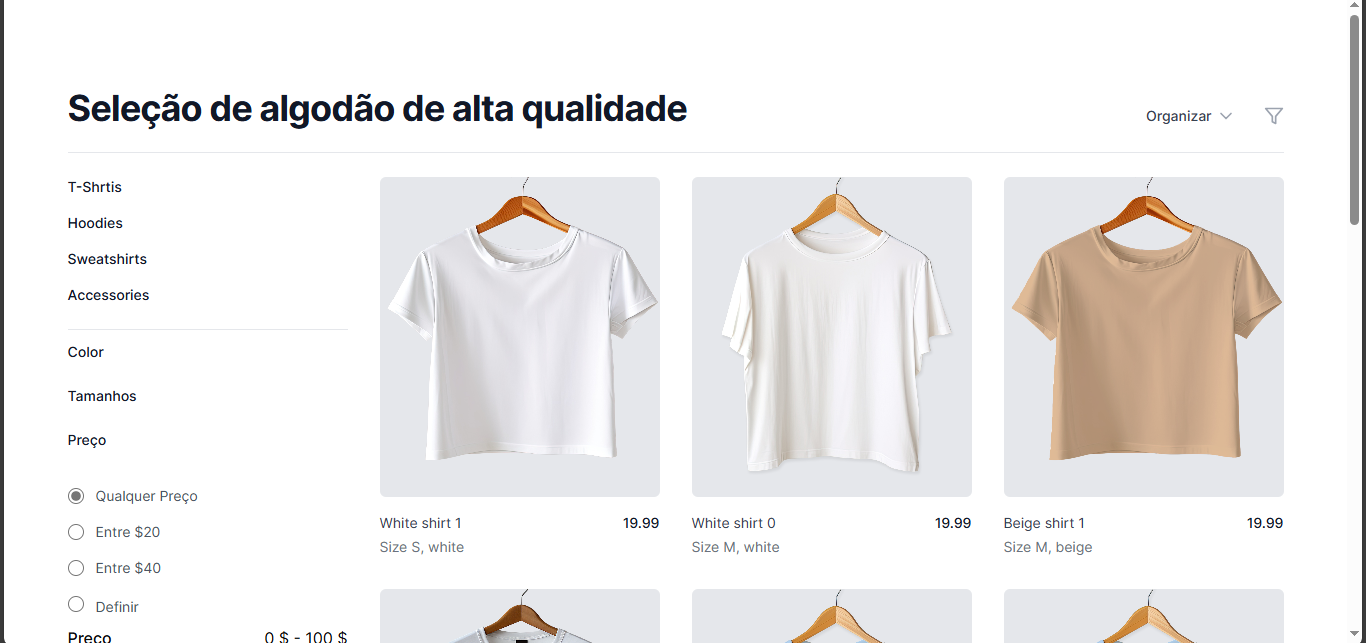 Seleção de algodão de alta qualidade
Organizar
T-Shrtis
Hoodies
Sweatshirts
Accessories
Color
Tamanhos
Preço
Qualquer Preço
Entre $20
Entre $40
Definir
Preço 0 $ - 100 $
White shirt 1 19.99
Size S, white
White shirt 0 19.99
Size M, white
Beige shirt 1 19.99
Size M, beige